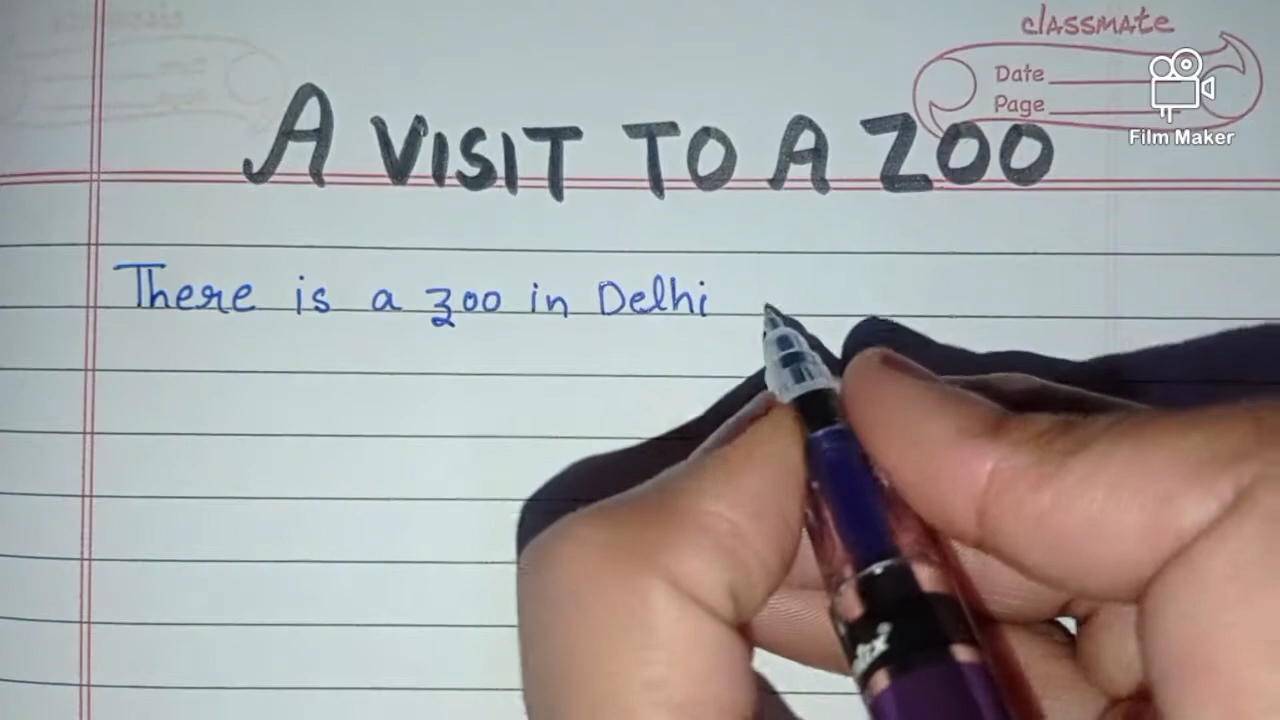 classmate
Date
Page
Film Maker
A VISIT TO A ZOO
There is a zoo in Delhi